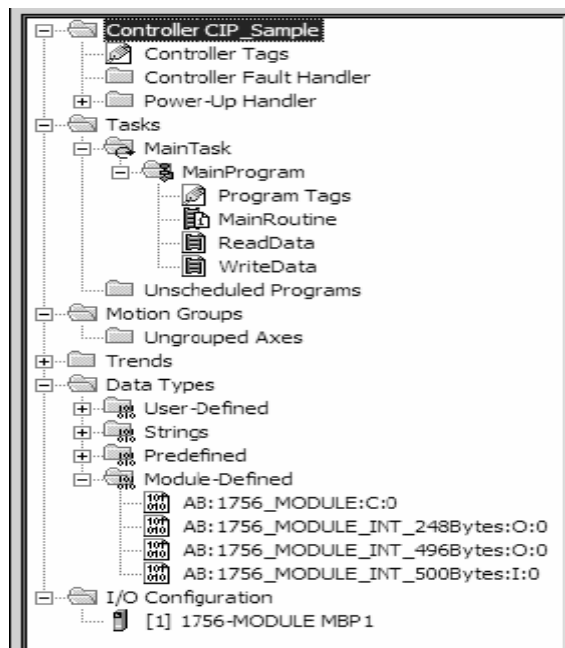 Controller CIP_Sample
Controller Tags
Controller Fault Handler
Power-Up Handler
Tasks
MainTask
MainProgram
Program Tags
MainRoutine
ReadData
WriteData
Unscheduled Programs
Motion Groups
Ungrouped Axes
Trends
Data Types
User-Defined
Strings
Predefined
Module-Defined
AB:1756_MODULE:C:0
AB:1756_MODULE_INT_248Bytes:O:0
AB:1756_MODULE_INT_496Bytes:O:0
AB:1756_MODULE_INT_500Bytes:I:0
I/O Configuration
[1] 1756-MODULE MBP1